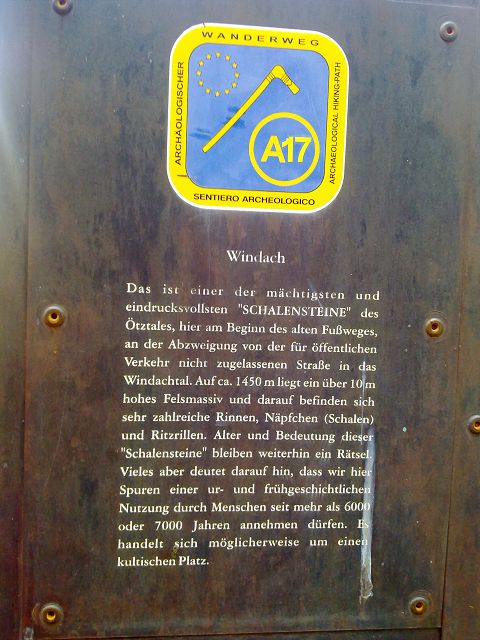 WANDERWEG
ARCHÄOLOGISCHER
ARCHAEOLOGICAL HIKING-PATH
A17
SENTIERO ARCHEOLOGICO
Windach
Das ist einer der mächtigsten und
eindrucksvollsten "SCHALENSTEINE" des
Ötztales, hier am Beginn des alten Fußweges,
an der Abzweigung von der für öffentlichen
Verkehr nicht zugelassenen Straße in das
Windachtal. Auf ca. 1450 m liegt ein über 10 m
hohes Felsmassiv und darauf befinden sich
sehr zahlreiche Rinnen, Näpfchen (Schalen)
und Ritzrillen. Alter und Bedeutung dieser
"Schalensteine" bleiben weiterhin ein Rätsel.
Vieles aber deutet darauf hin, dass wir hier
Spuren einer ur- und frühgeschichtlichen
Nutzung durch Menschen seit mehr als 6000
oder 7000 Jahren annehmen dürfen. Es
handelt sich möglicherweise um einen
kultischen Platz.